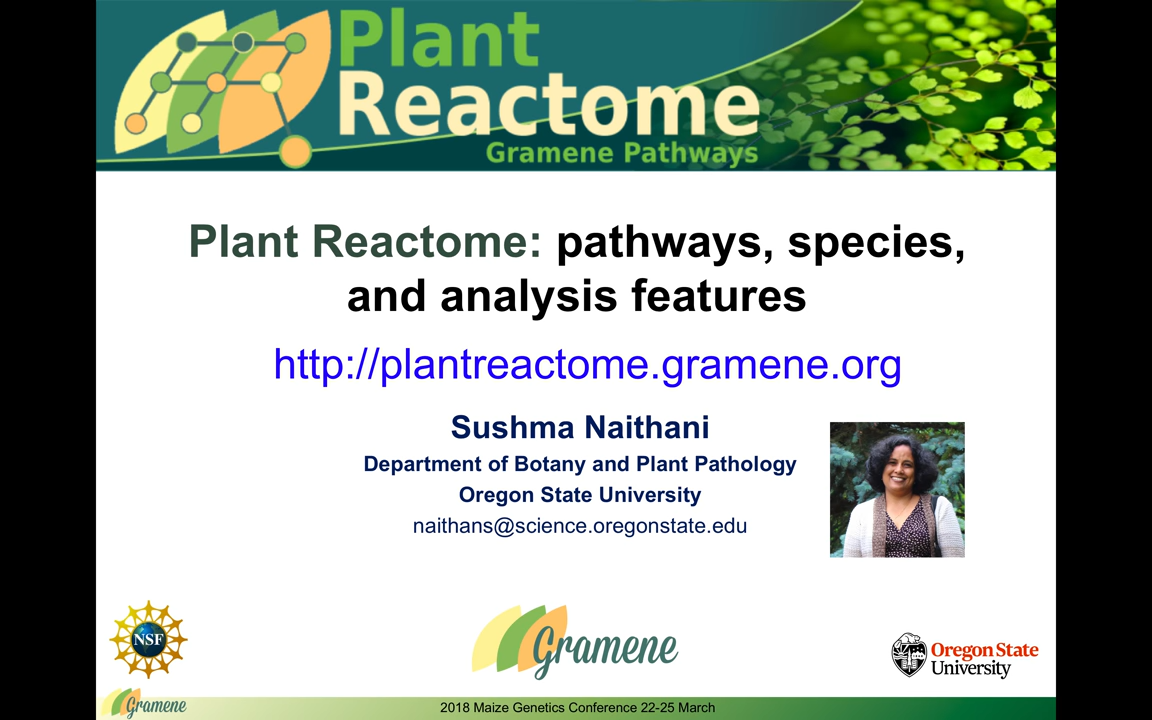 Plant
Reactome
Gramene Pathways
Plant Reactome: pathways, species,
and analysis features
http://plantreactome.gramene.org
Sushma Naithani
Department of Botany and Plant Pathology
Oregon State University
naithans@science.oregonstate.edu
NSF
Gramene
Oregon State
University
Gramene
2018 Maize Genetics Conference 22-25 March